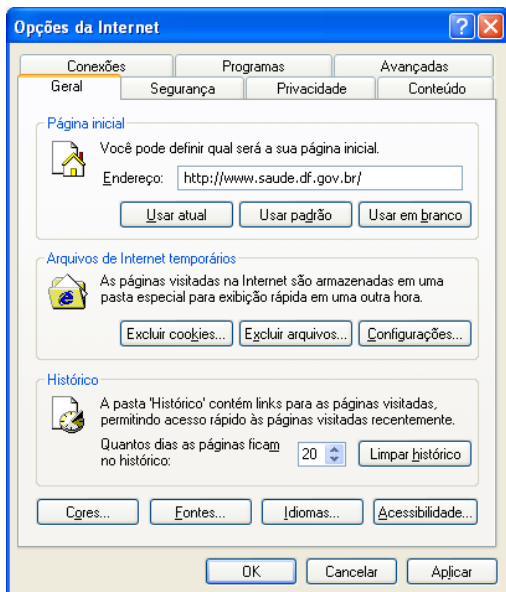 Opções da Internet
Conexões Programas Avançadas
Geral Segurança Privacidade Conteúdo
Página inicial
Você pode definir qual será a sua página inicial.
Endereço: http://www.saude.df.gov.br/
Usar atual Usar padrão Usar em branco
Arquivos de Internet temporários
As páginas visitadas na Internet são armazenadas em uma
pasta especial para exibição rápida em uma outra hora.
Excluir cookies... Excluir arquivos... Configurações...
Histórico
A pasta 'Histórico' contém links para as páginas visitadas,
permitindo acesso rápido às páginas visitadas recentemente.
Quantos dias as páginas ficam
no histórico: 20 Limpar histórico
Cores... Fontes... Idiomas... Acessibilidade...
OK Cancelar Aplicar